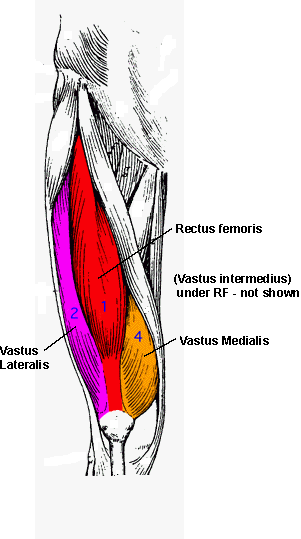 Rectus femoris
(Vastus intermedius)
under RF - not shown
1
2
4
Vastus Medialis
Vastus
Lateralis